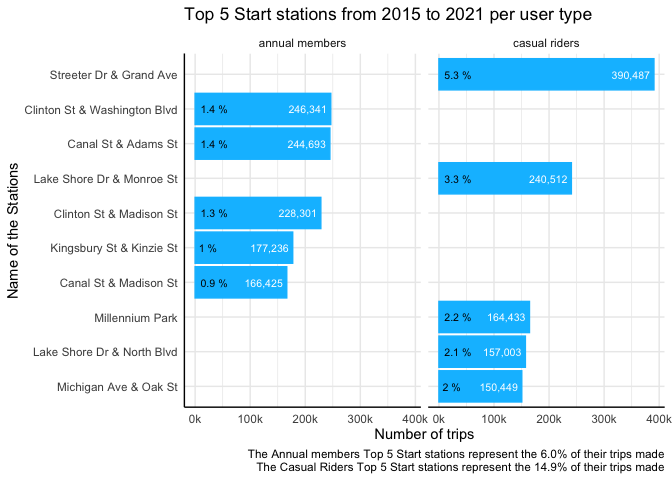 Top 5 Start stations from 2015 to 2021 per user type
annual members
casual riders
Name of the Stations
Streeter Dr & Grand Ave
5.3 % 390,487
Clinton St & Washington Blvd
1.4 % 246,341
Canal St & Adams St
1.4 % 244,693
Lake Shore Dr & Monroe St
3.3 % 240,512
Clinton St & Madison St
1.3 % 228,301
Kingsbury St & Kinzie St
1 % 177,236
Canal St & Madison St
0.9 % 166,425
Millennium Park
2.2 % 164,433
Lake Shore Dr & North Blvd
2.1 % 157,003
Michigan Ave & Oak St
2 % 150,449
0k 100k 200k 300k 400k
0k 100k 200k 300k 400k
Number of trips
The Annual members Top 5 Start stations represent the 6.0% of their trips made
The Casual Riders Top 5 Start stations represent the 14.9% of their trips made